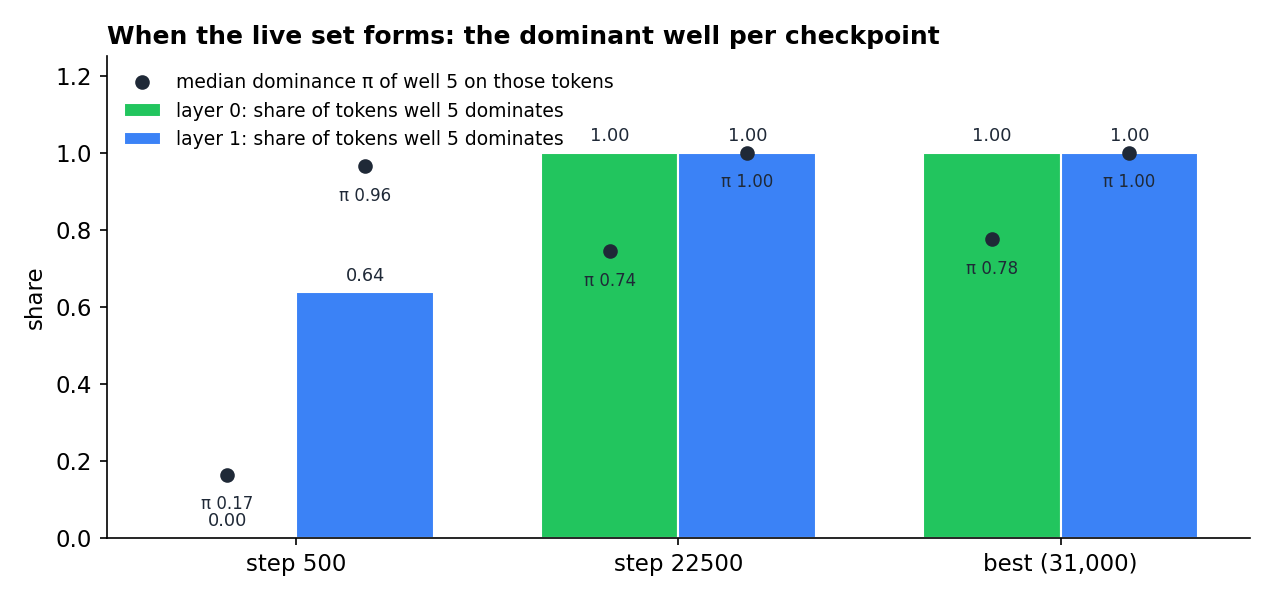 When the live set forms: the dominant well per checkpoint
median dominance π of well 5 on those tokens
layer 0: share of tokens well 5 dominates
layer 1: share of tokens well 5 dominates
share
1.2
1.0
0.8
0.6
0.4
0.2
0.0
π 0.17
0.00
π 0.96
0.64
1.00
π 0.74
1.00
π 1.00
1.00
π 0.78
1.00
π 1.00
step 500
step 22500
best (31,000)